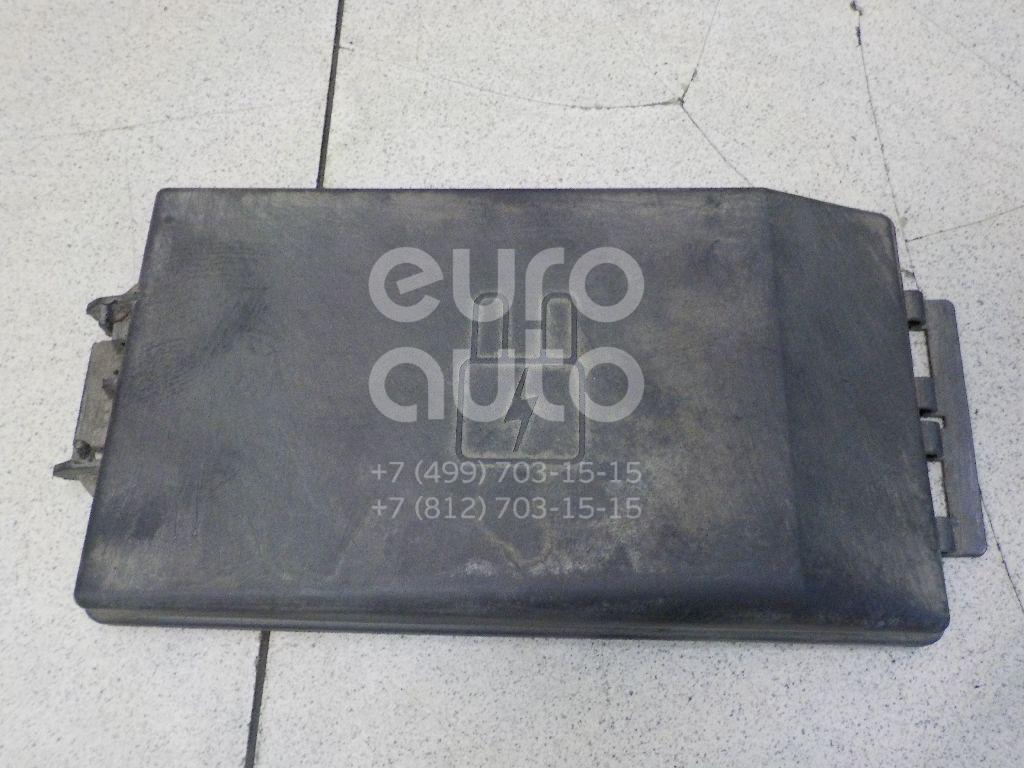 euro
auto
+7 (499) 703-15-15
+7 (812) 703-15-15